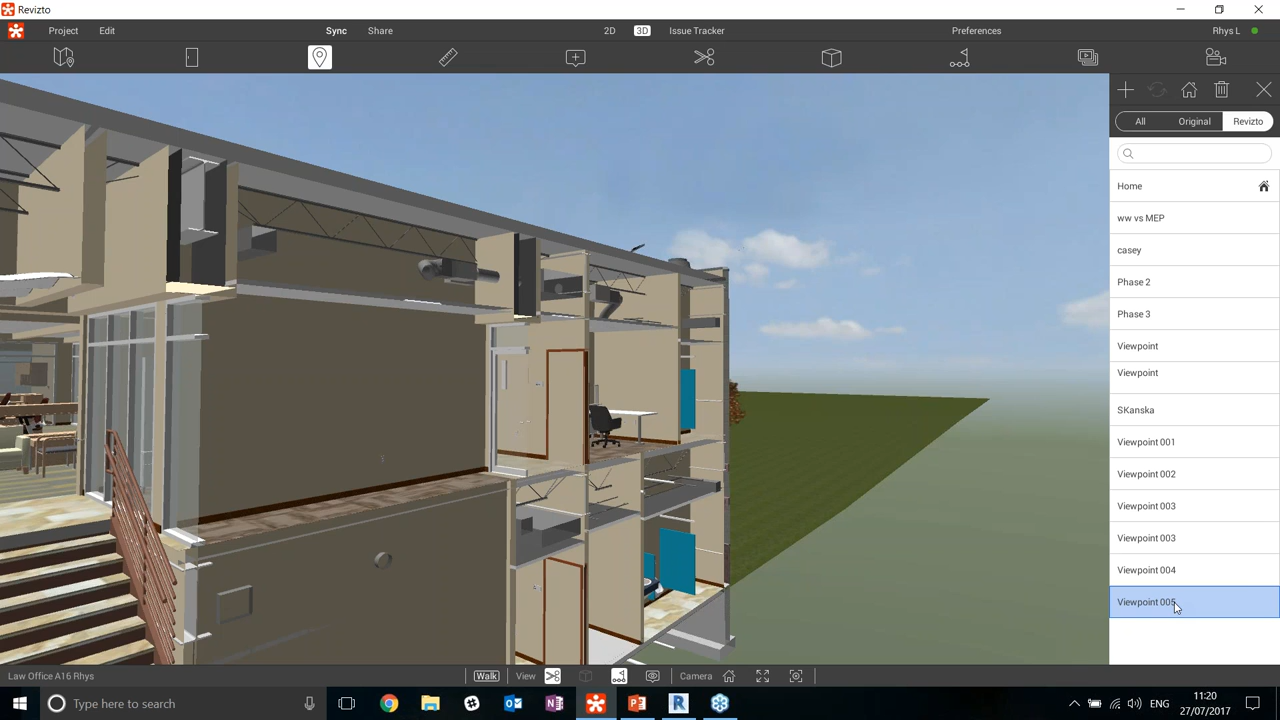 Revizto
Project Edit Sync Share 2D 3D Issue Tracker Preferences Rhys L
All Original Revizto
Home
ww vs MEP
casey
Phase 2
Phase 3
Viewpoint
Viewpoint
SKanska
Viewpoint 001
Viewpoint 002
Viewpoint 003
Viewpoint 003
Viewpoint 004
Viewpoint 005
Law Office A16 Rhys Walk View Camera
Type here to search ENG 11:20
27/07/2017